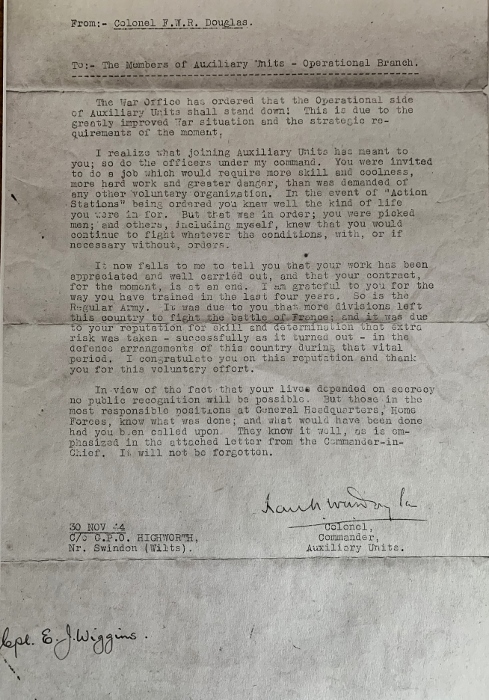 From:- Colonel F.W.R. Douglas.
To:- The Members of Auxiliary Units - Operational Branch.
The War Office has ordered that the Operational side
of Auxiliary Units shall stand down! This is due to the
greatly improved War situation and the strategic re-
quirements of the moment.
I realize what joining Auxiliary Units has meant to
you; so do the officers under my command. You were invited
to do a job which would require more skill and coolness,
more hard work and greater danger, than was demanded of
any other voluntary organization. In the event of "Action
Stations" being ordered you knew well the kind of life
you were in for. But that was in order; you were picked
men; and others, including myself, knew that you would
continue to fight whatever the conditions, with, or if
necessary without, orders.
It now falls to me to tell you that your work has been
appreciated and well carried out, and that your contract,
for the moment, is at an end. I am grateful to you for the
way you have trained in the last four years. So is the
Regular Army. It was due to you that more divisions left
this country to fight the battle of France; and it was due
to your reputation for skill and determination that extra
risk was taken - successfully as it turned out - in the
defence arrangements of this country during that vital
period. I congratulate you on this reputation and thank
you for this voluntary effort.
In view of the fact that your lives depended on secrecy
no public recognition will be possible. But those in the
most responsible positions at General Headquarters, Home
Forces, know what was done; and what would have been done
had you been called upon. They know it well, as is em-
phasized in the attached letter from the Commander-in-
Chief. It will not be forgotten.
30 NOV 44
C/o G.P.O. HIGHWORTH,
Nr. Swindon (Wilts).
Colonel,
Commander,
Auxiliary Units.
Cpl. E. J. Wiggins.